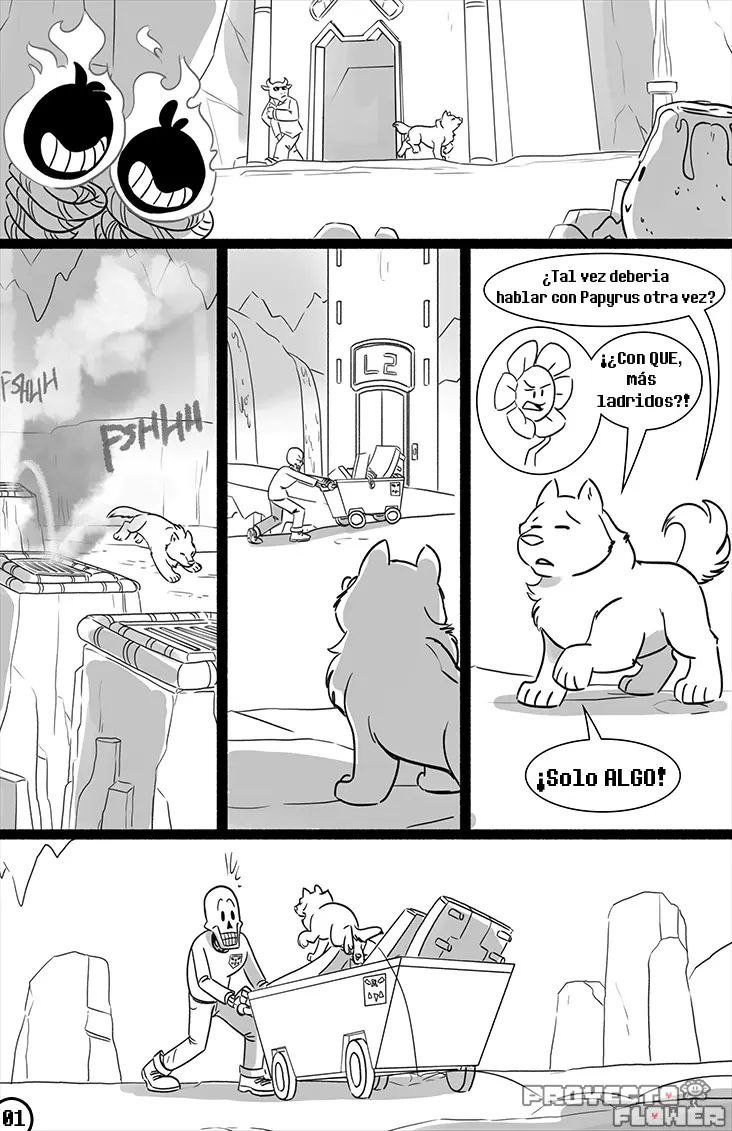 FSHHH
FSHHH
L2
¿Tal vez deberia
hablar con Papyrus otra vez?
¡¿Con QUE,
más
ladridos?!
¡Solo ALGO!
01
PROYECTO
FLOWER